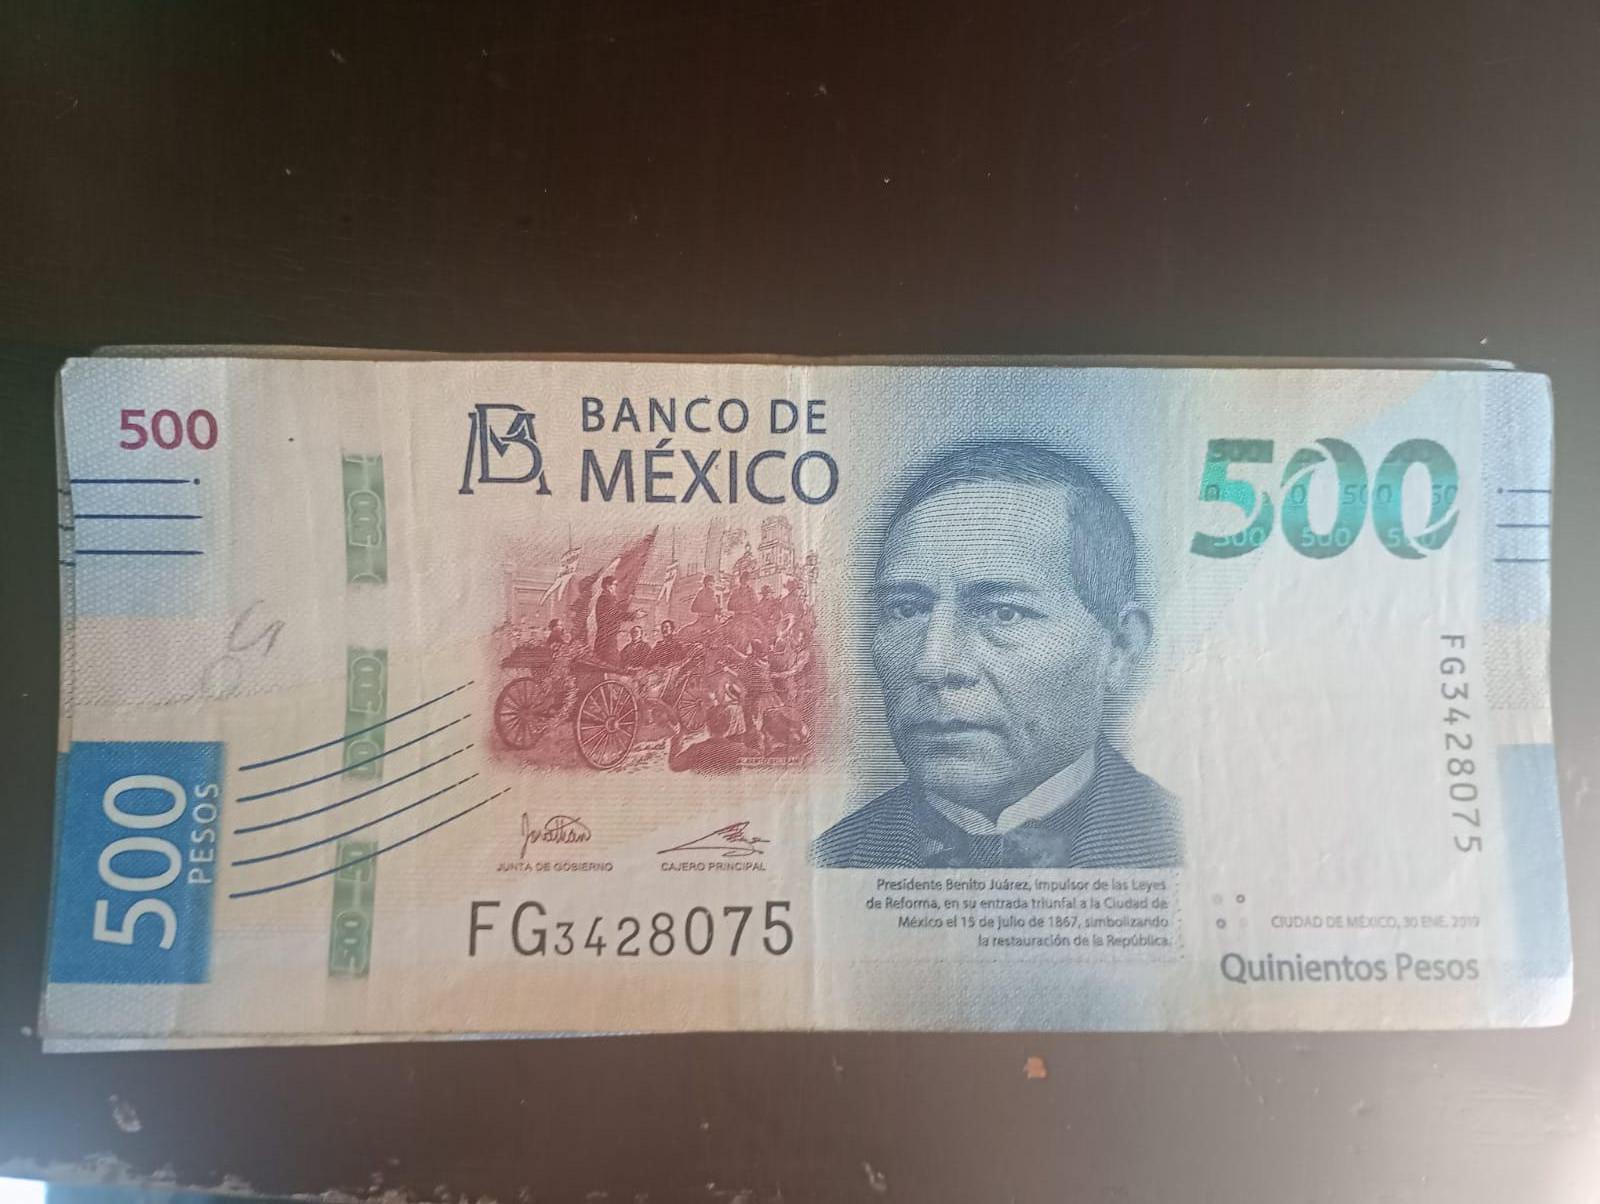 500
BANCO DE
MÉXICO
500
500
PESOS
JUNTA DE GOBIERNO
CAJERO PRINCIPAL
FG3428075
FG3428075
Presidente Benito Juárez, impulsor de las Leyes
de Reforma, en su entrada triunfal a la Ciudad de
México el 15 de julio de 1867, simbolizando
la restauración de la República.
CIUDAD DE MÉXICO, 30 ENE. 2019
Quinientos Pesos